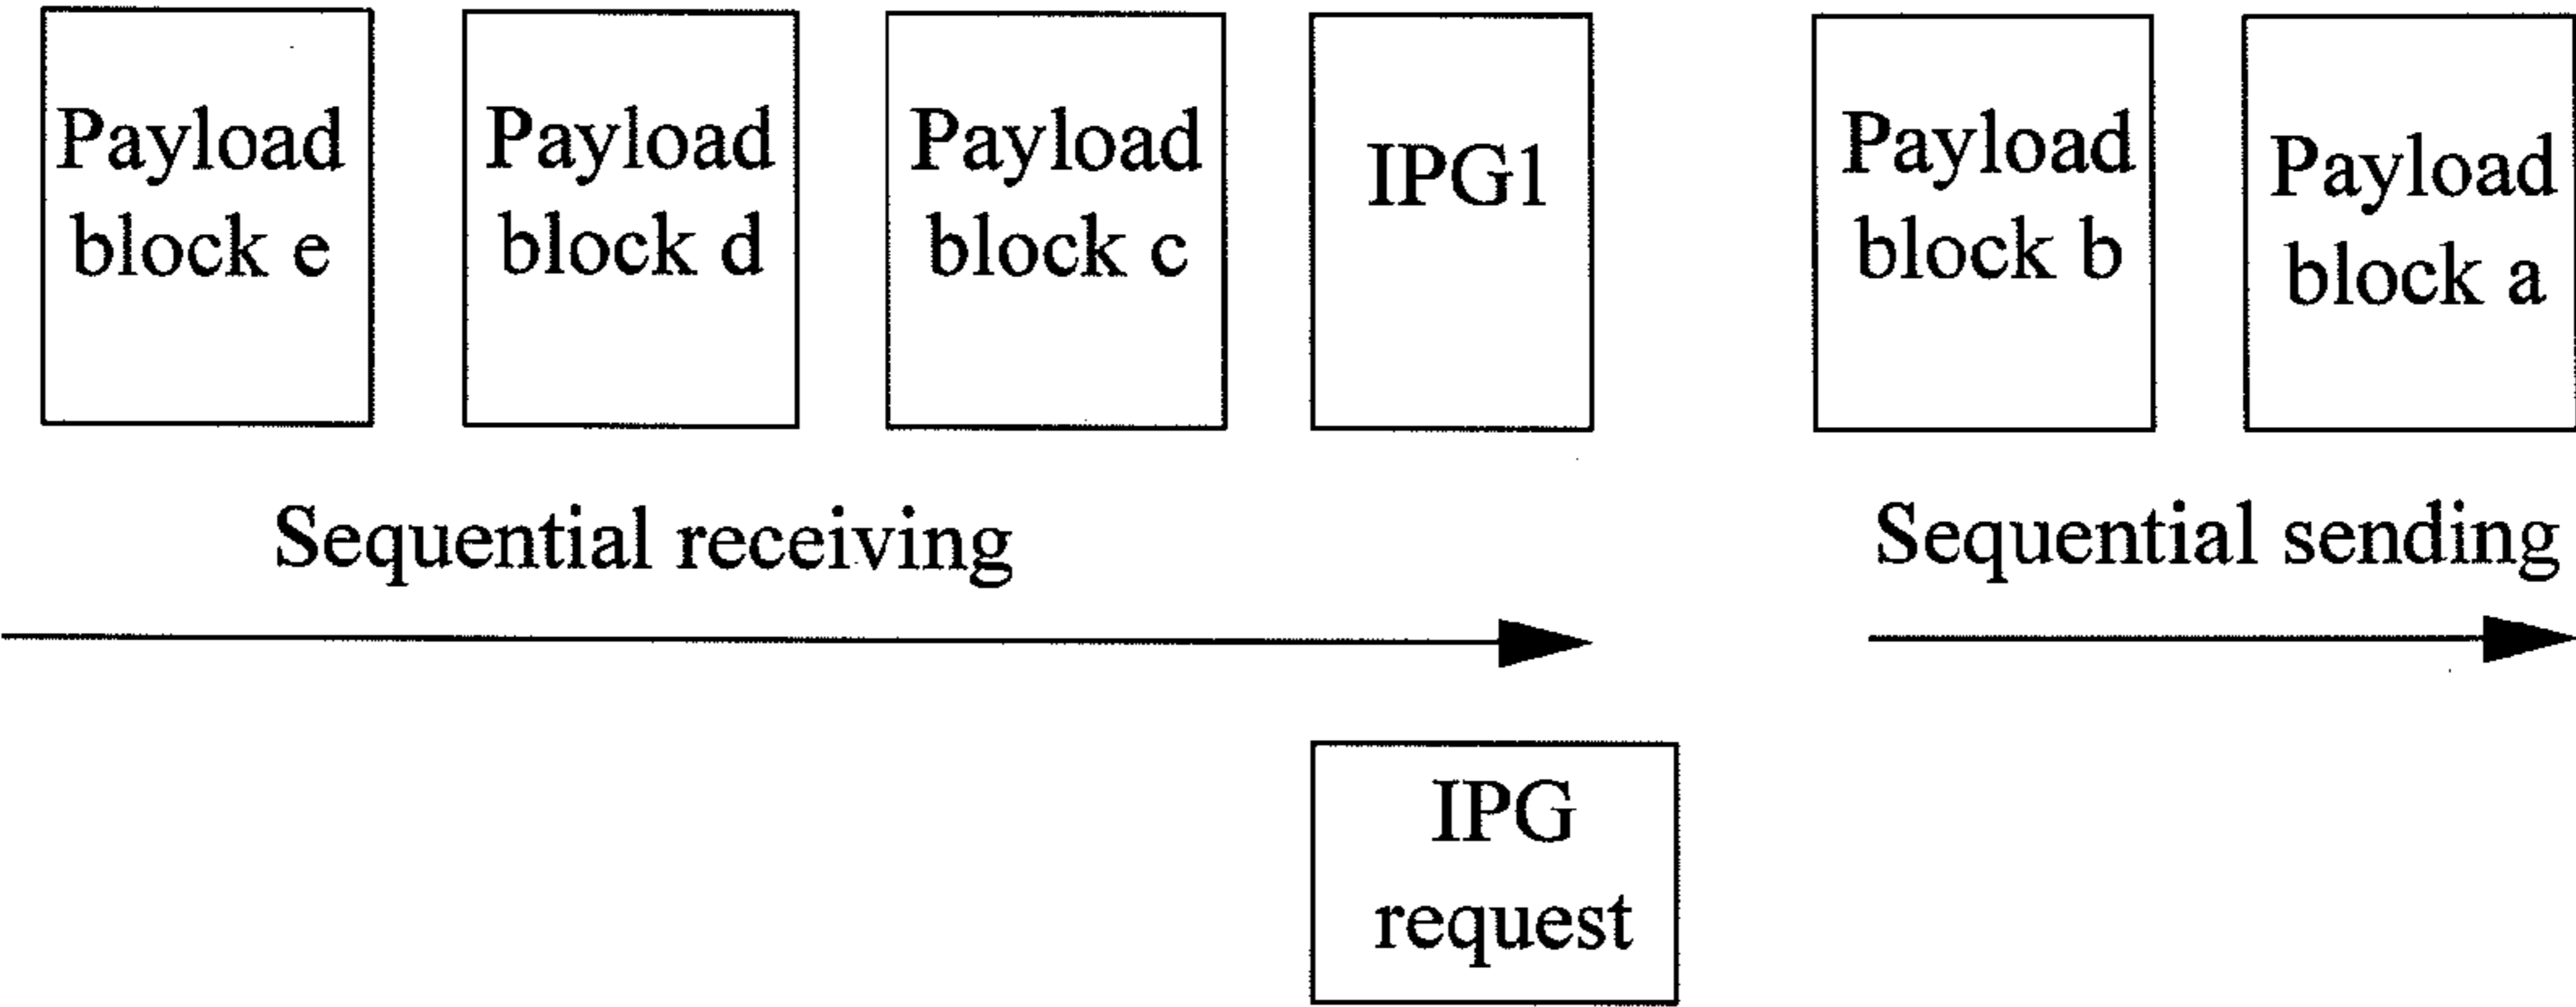 Payload
block e
Payload
block d
Payload
block c
IPG1
Payload
block b
Payload
block a
Sequential receiving
Sequential sending
IPG
request